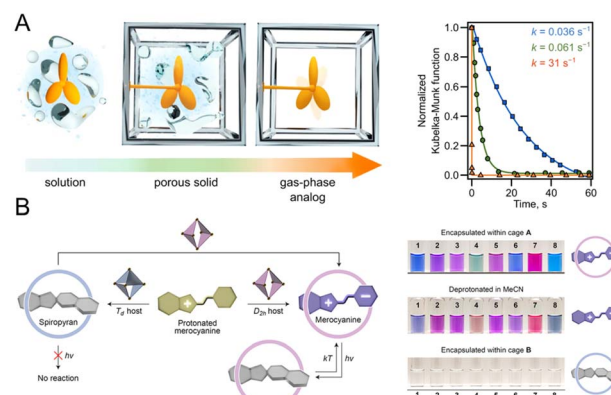 A
solution
porous solid
gas-phase
analog
Normalized
Kubelka-Munk function
1.0
0.8
0.6
0.4
0.2
0.0
k = 0.036 s⁻¹
k = 0.061 s⁻¹
k = 31 s⁻¹
0 20 40 60
Time, s
B
Spiropyran
Td host
Protonated
merocyanine
D2h host
Merocyanine
hν
No reaction
kT
hν
Encapsulated within cage A
1 2 3 4 5 6 7 8
Deprotonated in MeCN
1 2 3 4 5 6 7 8
Encapsulated within cage B
1 2 3 4 5 6 7 8